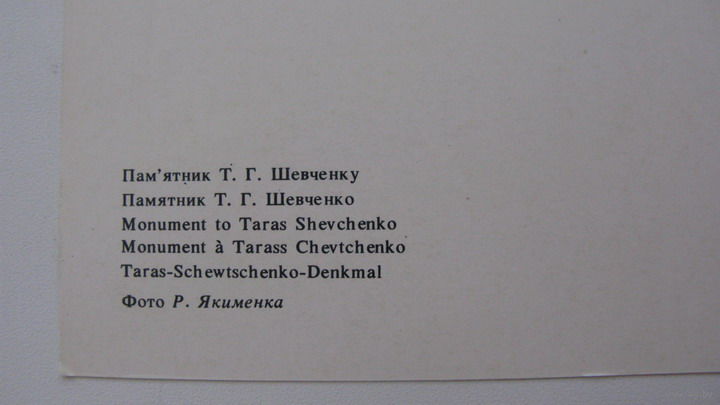 Пам'ятник Т. Г. Шевченку
Памятник Т. Г. Шевченко
Monument to Taras Shevchenko
Monument à Tarass Chevtchenko
Taras-Schewtschenko-Denkmal
Фото Р. Якименка